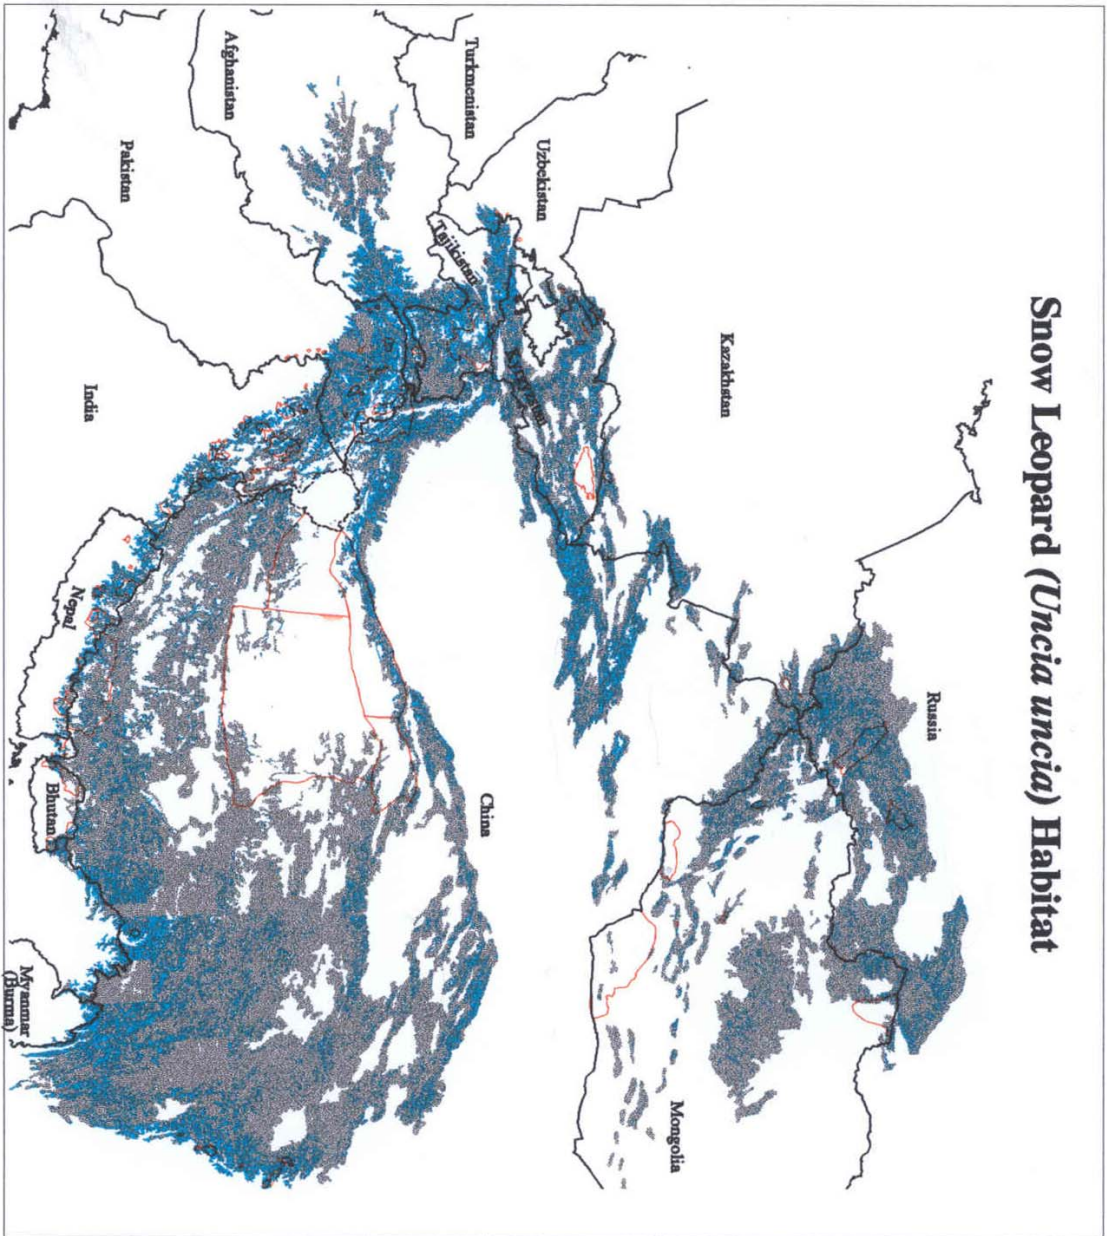 Snow Leopard (Uncia uncia) Habitat
Russia
Kazakhstan
Mongolia
Uzbekistan
Turkmenistan
Tajikistan
China
Afghanistan
Pakistan
India
Nepal
Bhutan
Myanmar
(Burma)